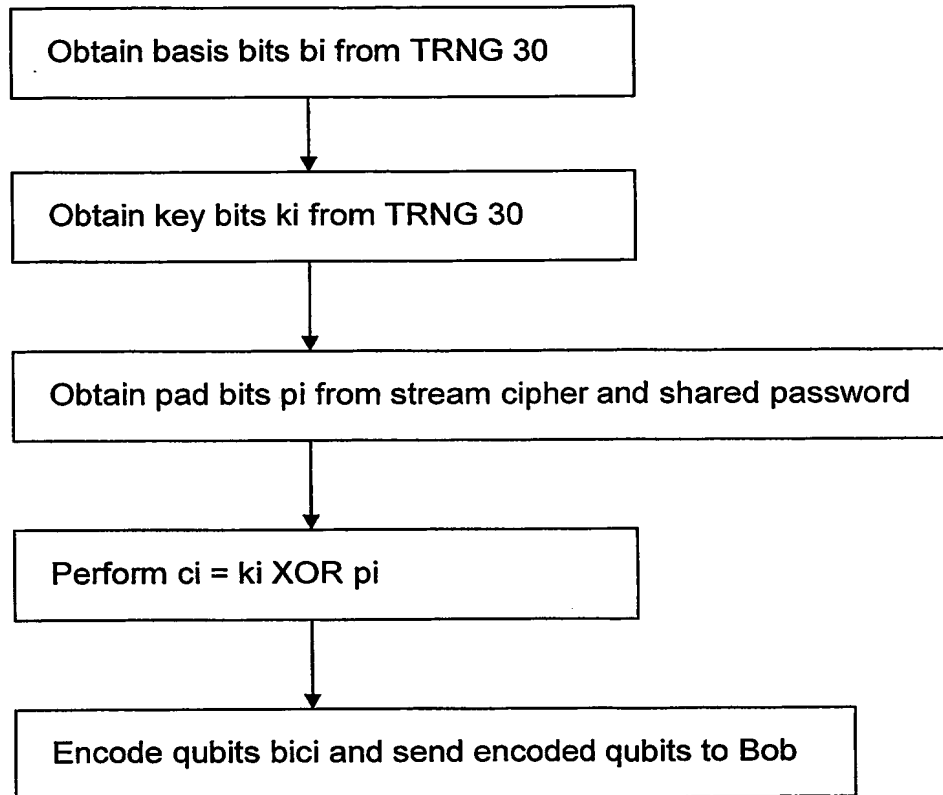 Obtain basis bits bi from TRNG 30
Obtain key bits ki from TRNG 30
Obtain pad bits pi from stream cipher and shared password
Perform ci = ki XOR pi
Encode qubits bici and send encoded qubits to Bob